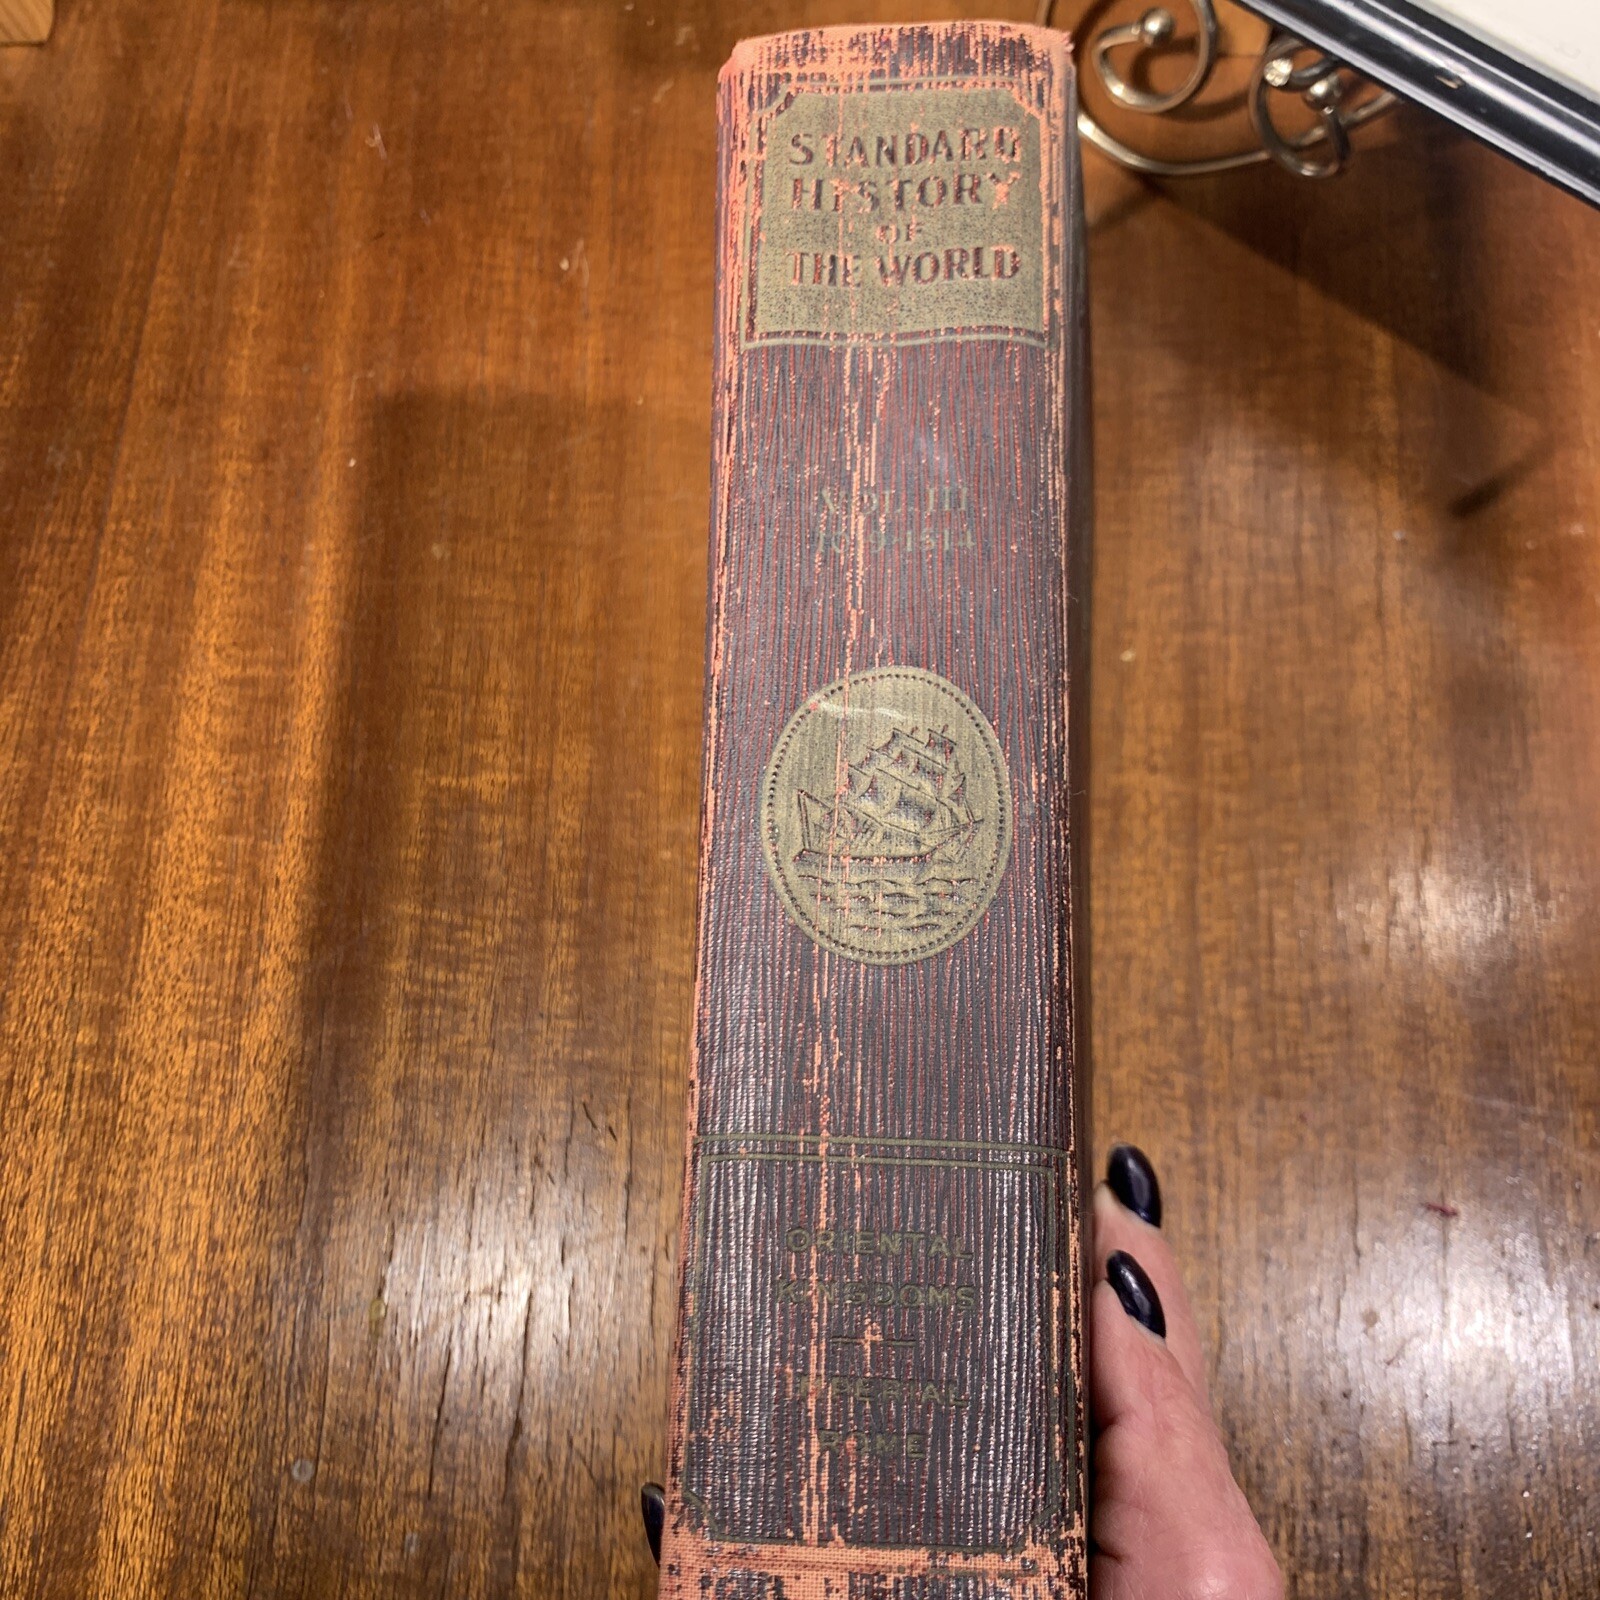 STANDARD
HISTORY
OF
THE WORLD
VOL. III
ORIENTAL
KINGDOMS
IMPERIAL
ROME